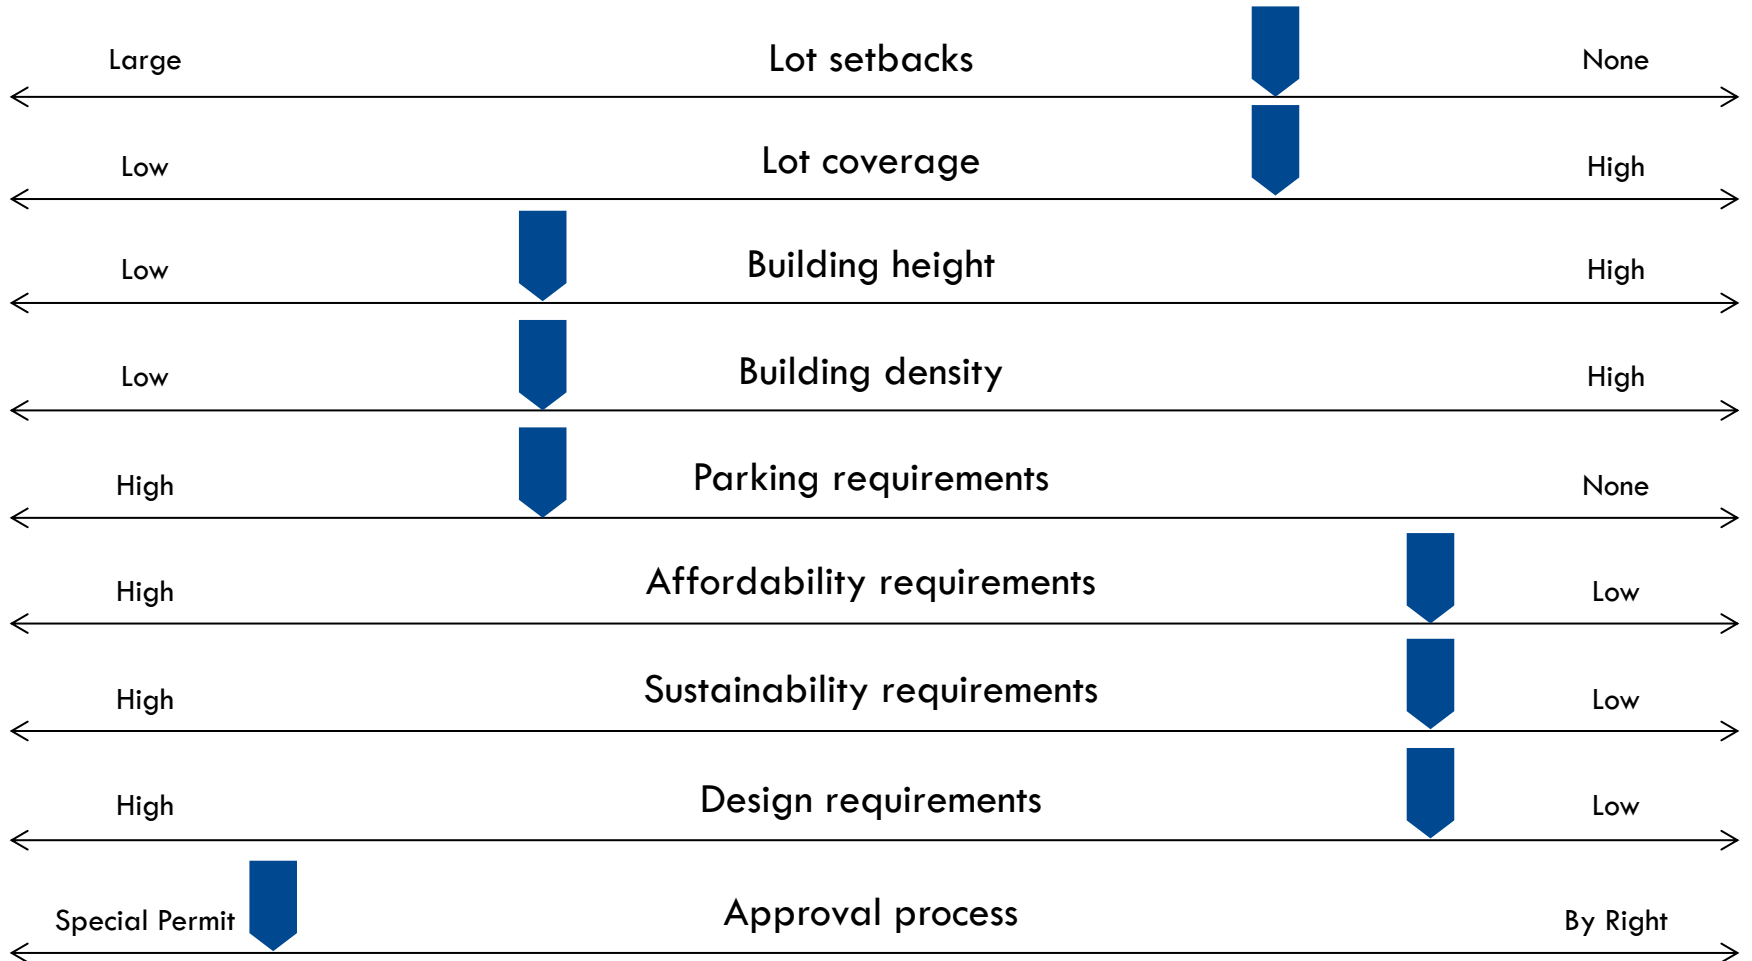 Large Lot setbacks None
Low Lot coverage High
Low Building height High
Low Building density High
High Parking requirements None
High Affordability requirements Low
High Sustainability requirements Low
High Design requirements Low
Special Permit Approval process By Right